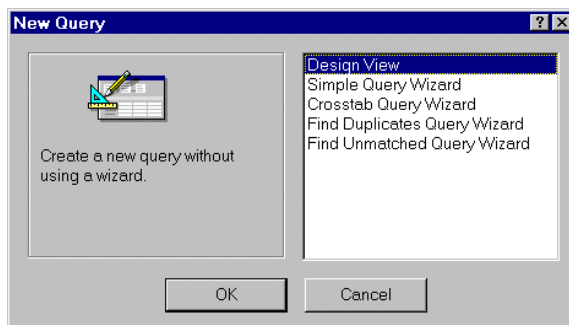 New Query
Create a new query without
using a wizard.
Design View
Simple Query Wizard
Crosstab Query Wizard
Find Duplicates Query Wizard
Find Unmatched Query Wizard
OK
Cancel